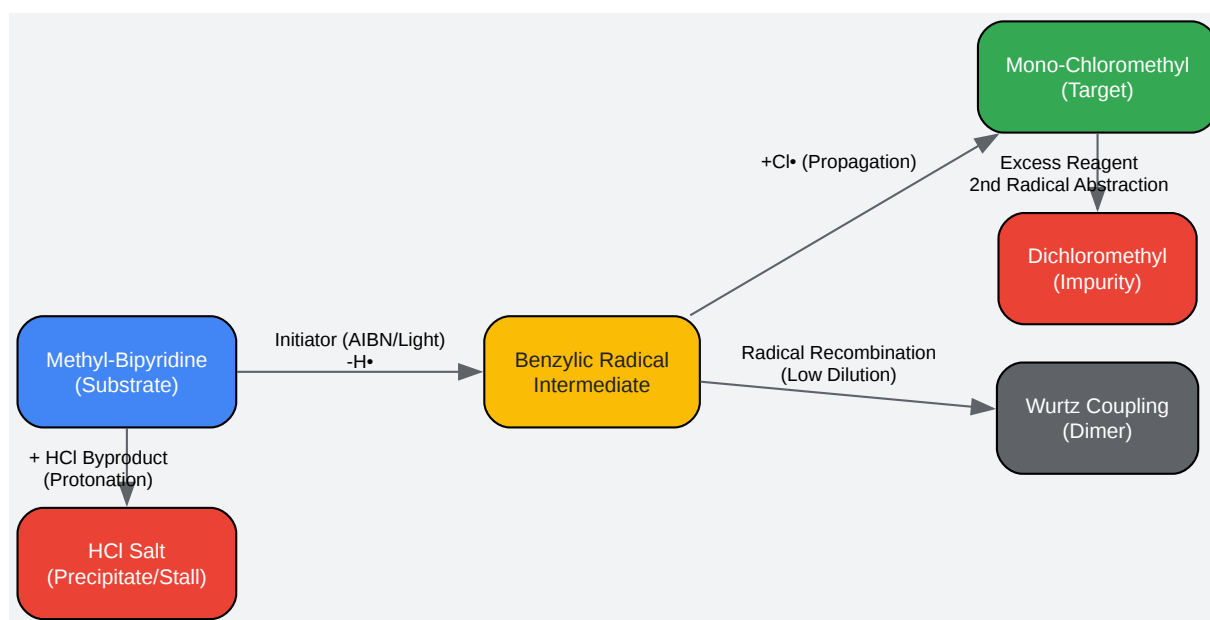 Mono-Chloromethyl
(Target)
+Cl• (Propagation)
Excess Reagent
2nd Radical Abstraction
Dichloromethyl
(Impurity)
Methyl-Bipyridine
(Substrate)
Initiator (AIBN/Light)
-H•
Benzylic Radical
Intermediate
Radical Recombination
(Low Dilution)
Wurtz Coupling
(Dimer)
+ HCl Byproduct
(Protonation)
HCl Salt
(Precipitate/Stall)